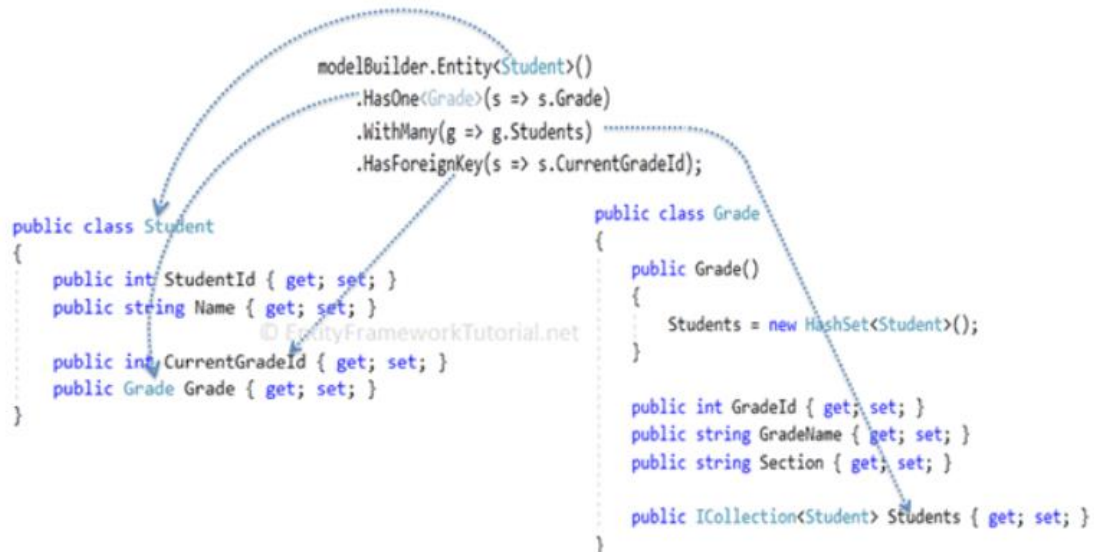 modelBuilder.Entity<Student>()
.HasOne<Grade>(s => s.Grade)
.WithMany(g => g.Students)
.HasForeignKey(s => s.CurrentGradeId);
public class Student
{
public int StudentId { get; set; }
public string Name { get; set; }
© EntityFrameworkTutorial.net
public int CurrentGradeId { get; set; }
public Grade Grade { get; set; }
}
public class Grade
{
public Grade()
{
Students = new HashSet<Student>();
}
public int GradeId { get; set; }
public string GradeName { get; set; }
public string Section { get; set; }
public ICollection<Student> Students { get; set; }
}